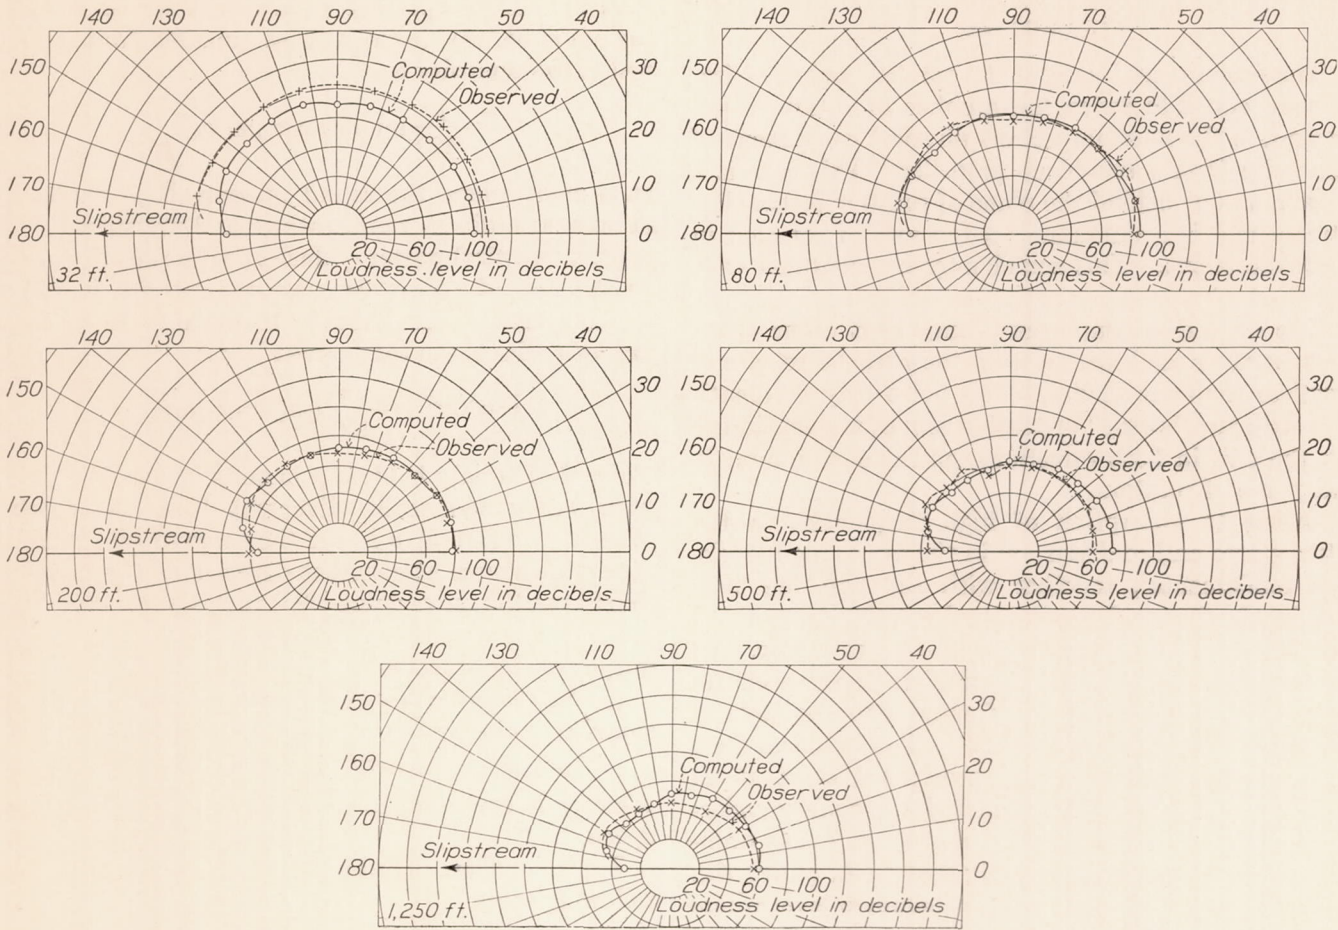 140 130 110 90 70 50 40
150 30
160 20
170 10
180 0
Computed
Observed
Slipstream
20 60 100
32 ft. Loudness level in decibels
140 130 110 90 70 50 40
150 30
160 20
170 10
180 0
Computed
Observed
Slipstream
20 60 100
80 ft. Loudness level in decibels
140 130 110 90 70 50 40
150 30
160 20
170 10
180 0
Computed
Observed
Slipstream
20 60 100
200 ft. Loudness level in decibels
140 130 110 90 70 50 40
150 30
160 20
170 10
180 0
Computed
Observed
Slipstream
20 60 100
500 ft. Loudness level in decibels
140 130 110 90 70 50 40
150 30
160 20
170 10
180 0
Computed
Observed
Slipstream
20 60 100
1,250 ft. Loudness level in decibels